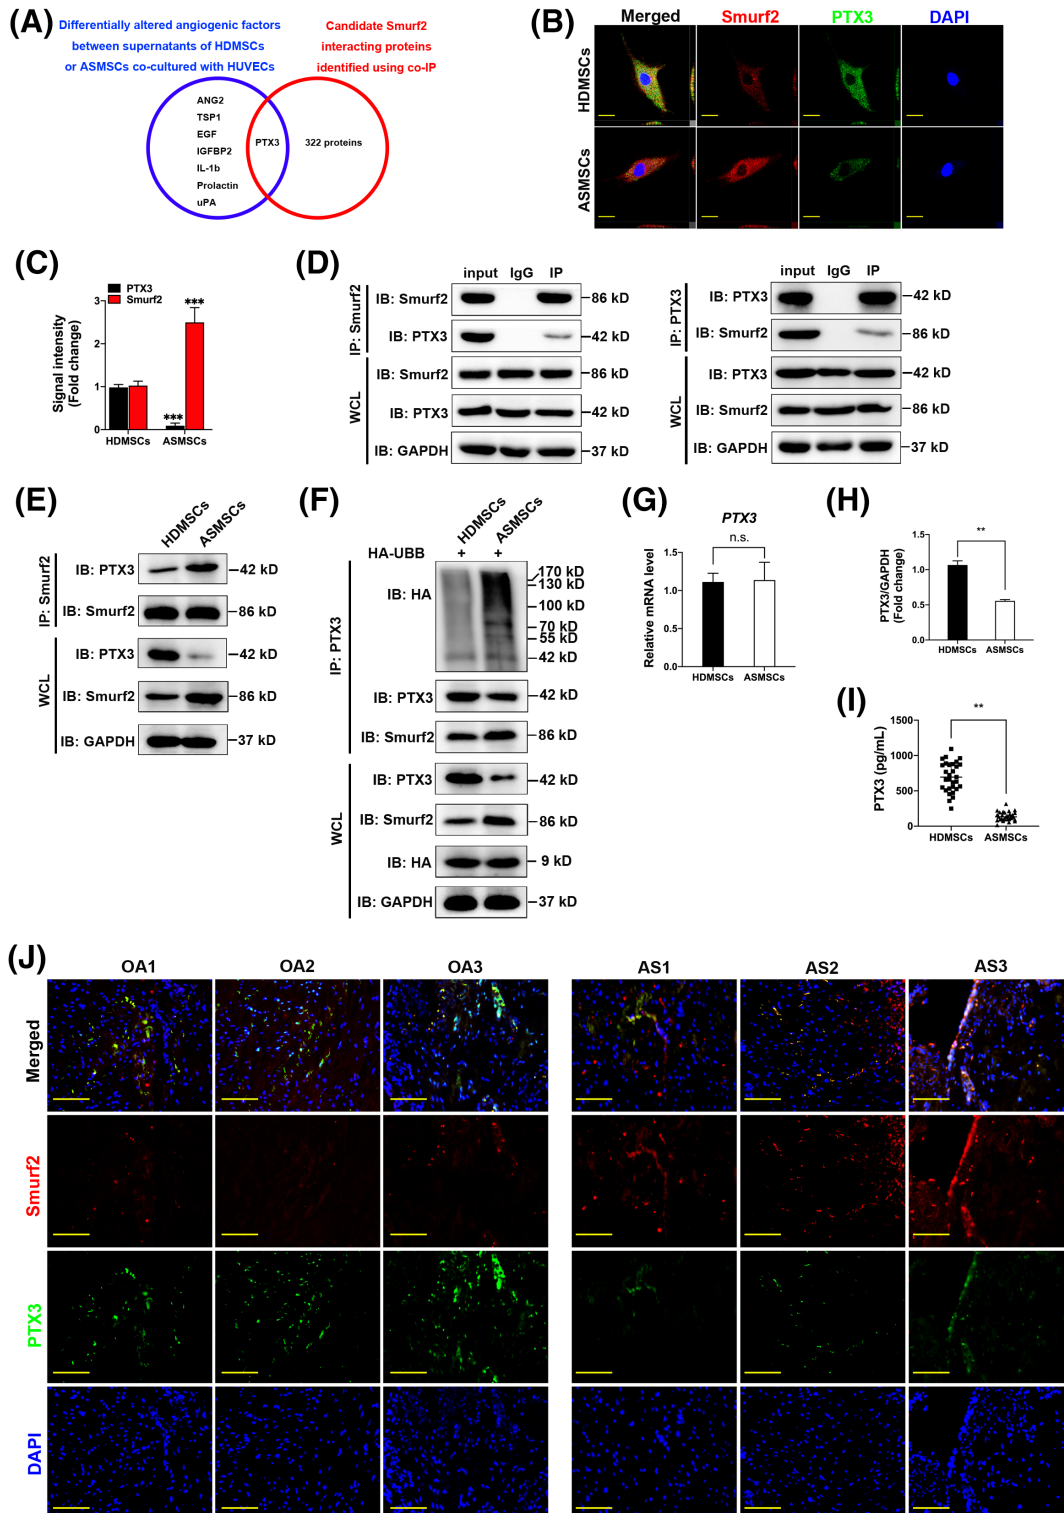 (A)
Differentially altered angiogenic factors
between supernatants of HDMSCs
or ASMSCs co-cultured with HUVECs
Candidate Smurf2
interacting proteins
identified using co-IP
ANG2
TSP1
EGF
IGFBP2
IL-1b
Prolactin
uPA
PTX3
322 proteins
(B)
Merged Smurf2 PTX3 DAPI
HDMSCs
ASMSCs
(C)
PTX3
Smurf2
Signal intensity
(Fold change)
3
2
1
0
***
***
HDMSCs ASMSCs
(D)
input IgG IP
IP: Smurf2
IB: Smurf2 86 kD
IB: PTX3 42 kD
WCL
IB: Smurf2 86 kD
IB: PTX3 42 kD
IB: GAPDH 37 kD
input IgG IP
IP: PTX3
IB: PTX3 42 kD
IB: Smurf2 86 kD
WCL
IB: PTX3 42 kD
IB: Smurf2 86 kD
IB: GAPDH 37 kD
(E)
HDMSCs ASMSCs
IP: Smurf2
IB: PTX3 42 kD
IB: Smurf2 86 kD
WCL
IB: PTX3 42 kD
IB: Smurf2 86 kD
IB: GAPDH 37 kD
(F)
HDMSCs ASMSCs
HA-UBB + +
IP: PTX3
IB: HA
170 kD
130 kD
100 kD
70 kD
55 kD
42 kD
IB: PTX3 42 kD
IB: Smurf2 86 kD
WCL
IB: PTX3 42 kD
IB: Smurf2 86 kD
IB: HA 9 kD
IB: GAPDH 37 kD
(G)
PTX3
n.s.
Relative mRNA level
1.5
1.0
0.5
0.0
HDMSCs ASMSCs
(H)
**
PTX3/GAPDH
(Fold change)
1.5
1.0
0.5
0.0
HDMSCs ASMSCs
(I)
**
PTX3 (pg/mL)
1500
1000
500
0
HDMSCs ASMSCs
(J)
OA1 OA2 OA3 AS1 AS2 AS3
Merged
Smurf2
PTX3
DAPI